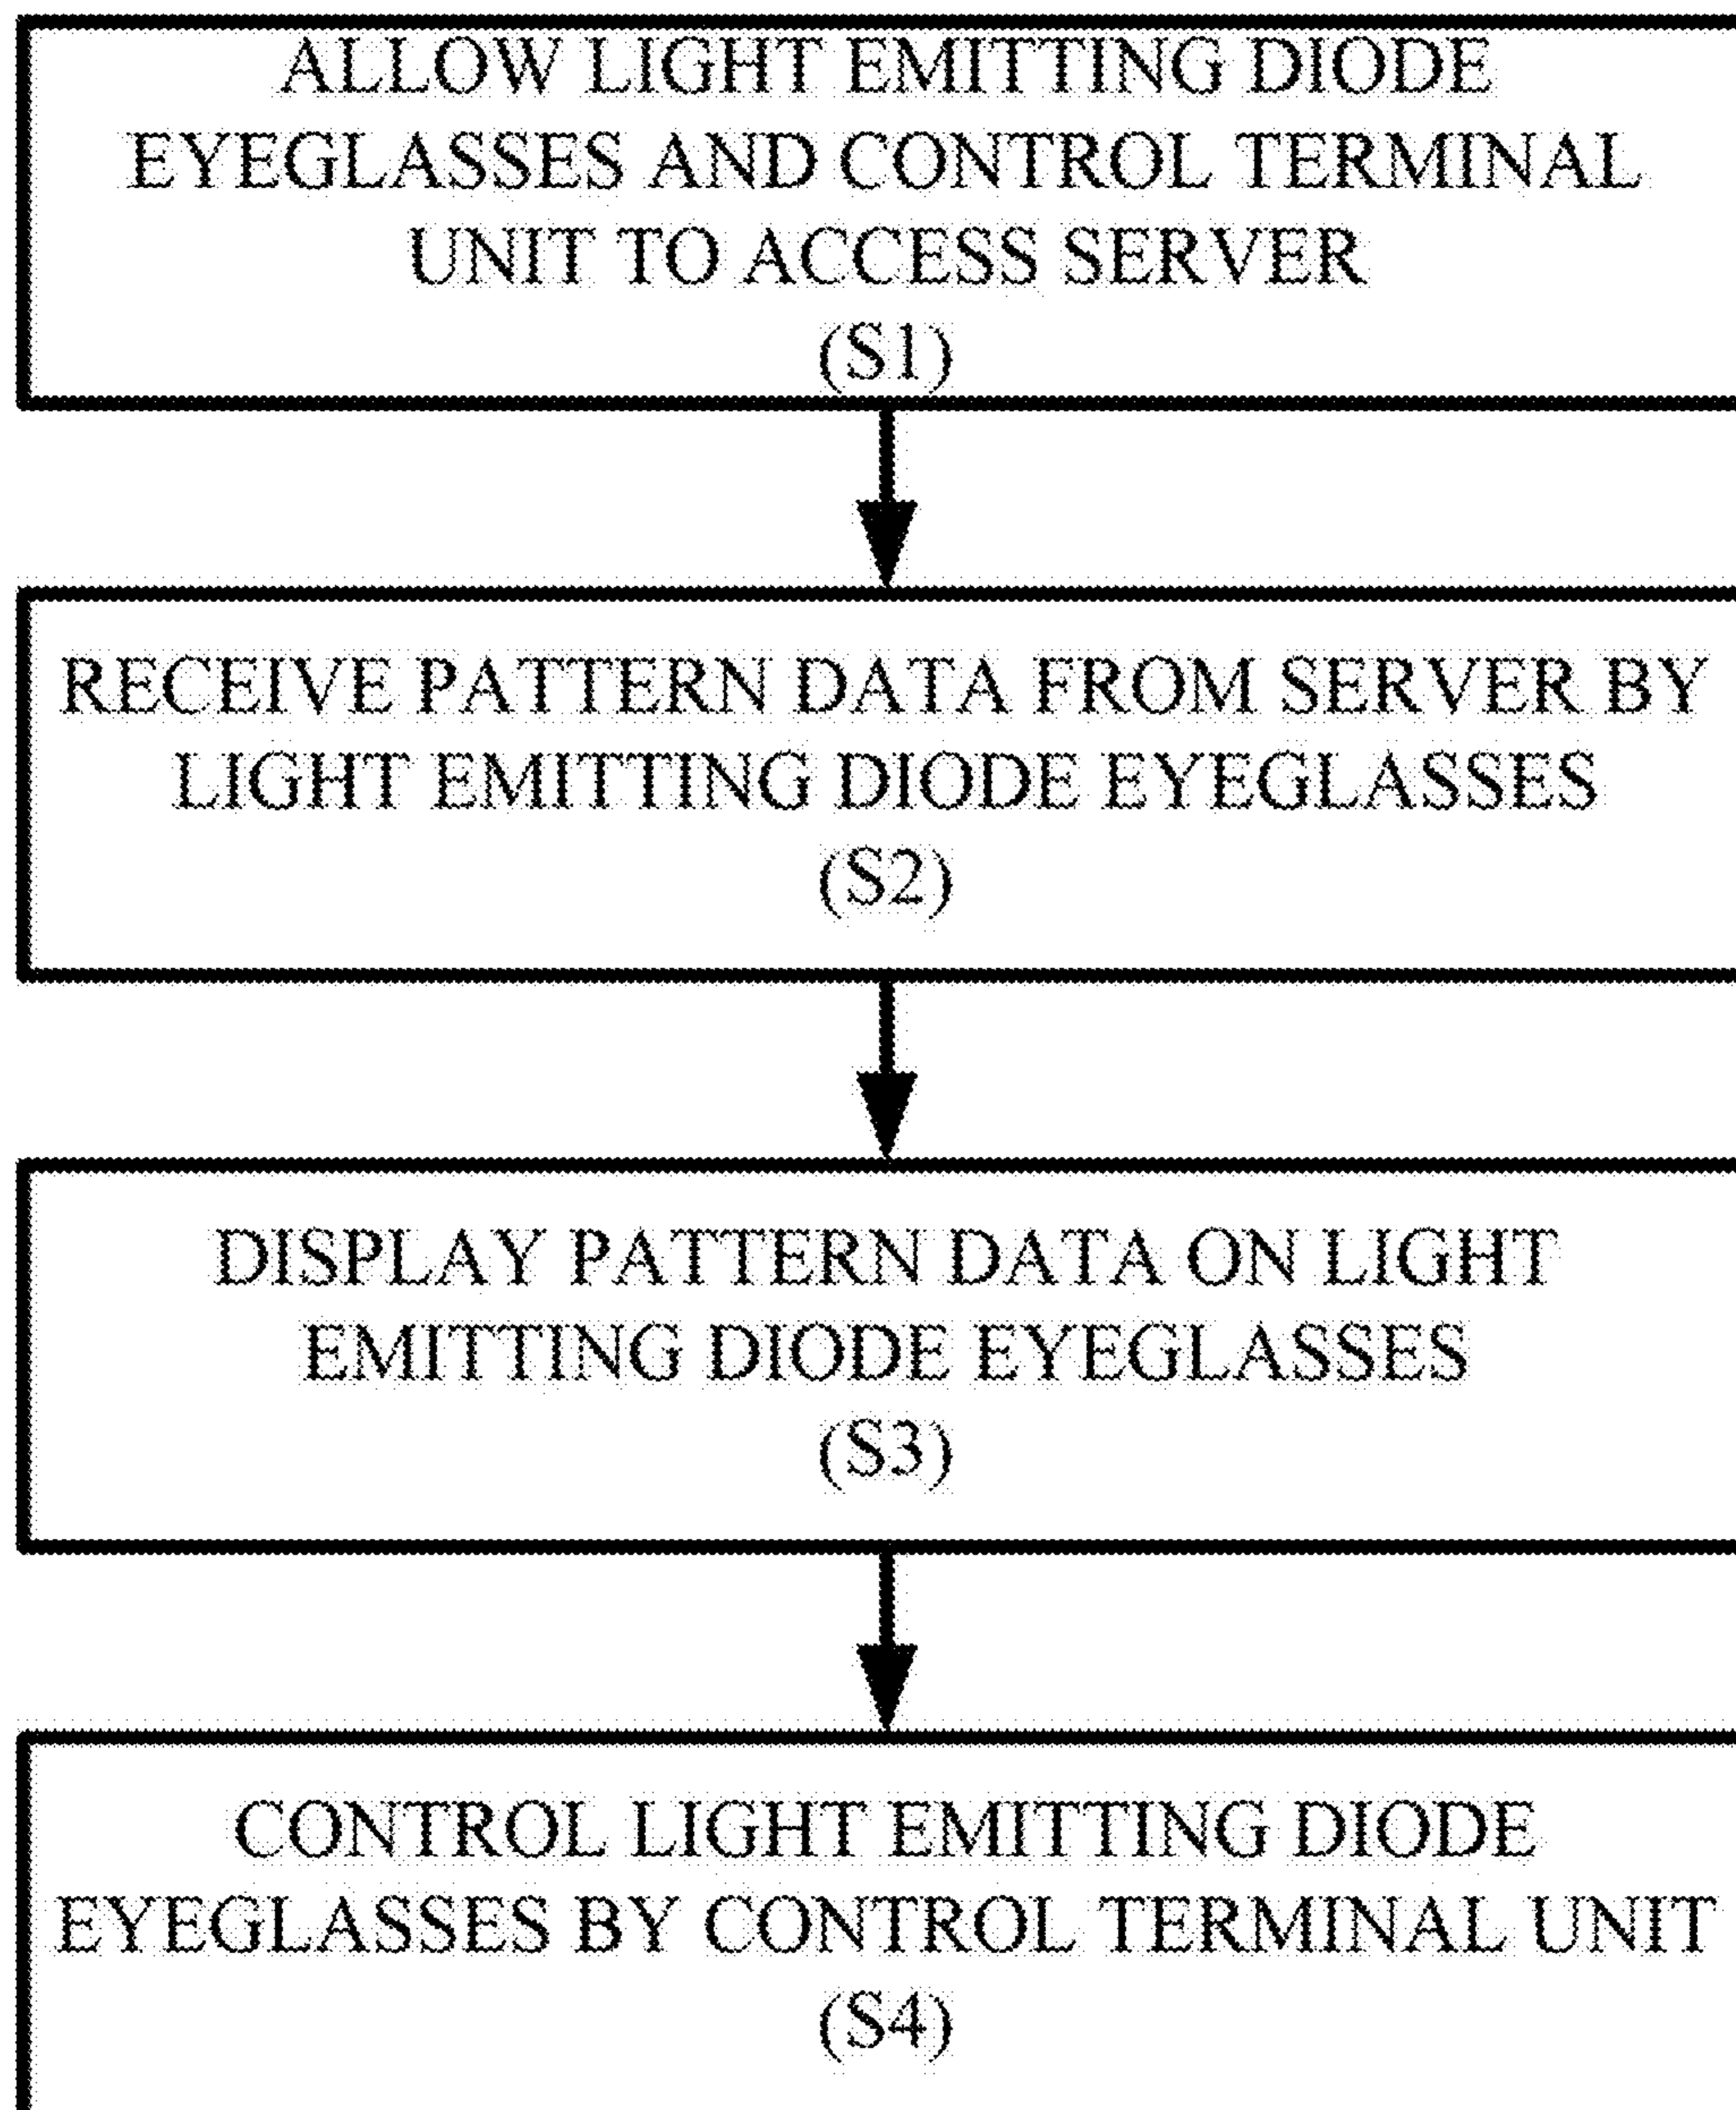 ALLOW LIGHT EMITTING DIODE
EYEGLASSES AND CONTROL TERMINAL
UNIT TO ACCESS SERVER
(S1)
RECEIVE PATTERN DATA FROM SERVER BY
LIGHT EMITTING DIODE EYEGLASSES
(S2)
DISPLAY PATTERN DATA ON LIGHT
EMITTING DIODE EYEGLASSES
(S3)
CONTROL LIGHT EMITTING DIODE
EYEGLASSES BY CONTROL TERMINAL UNIT
(S4)